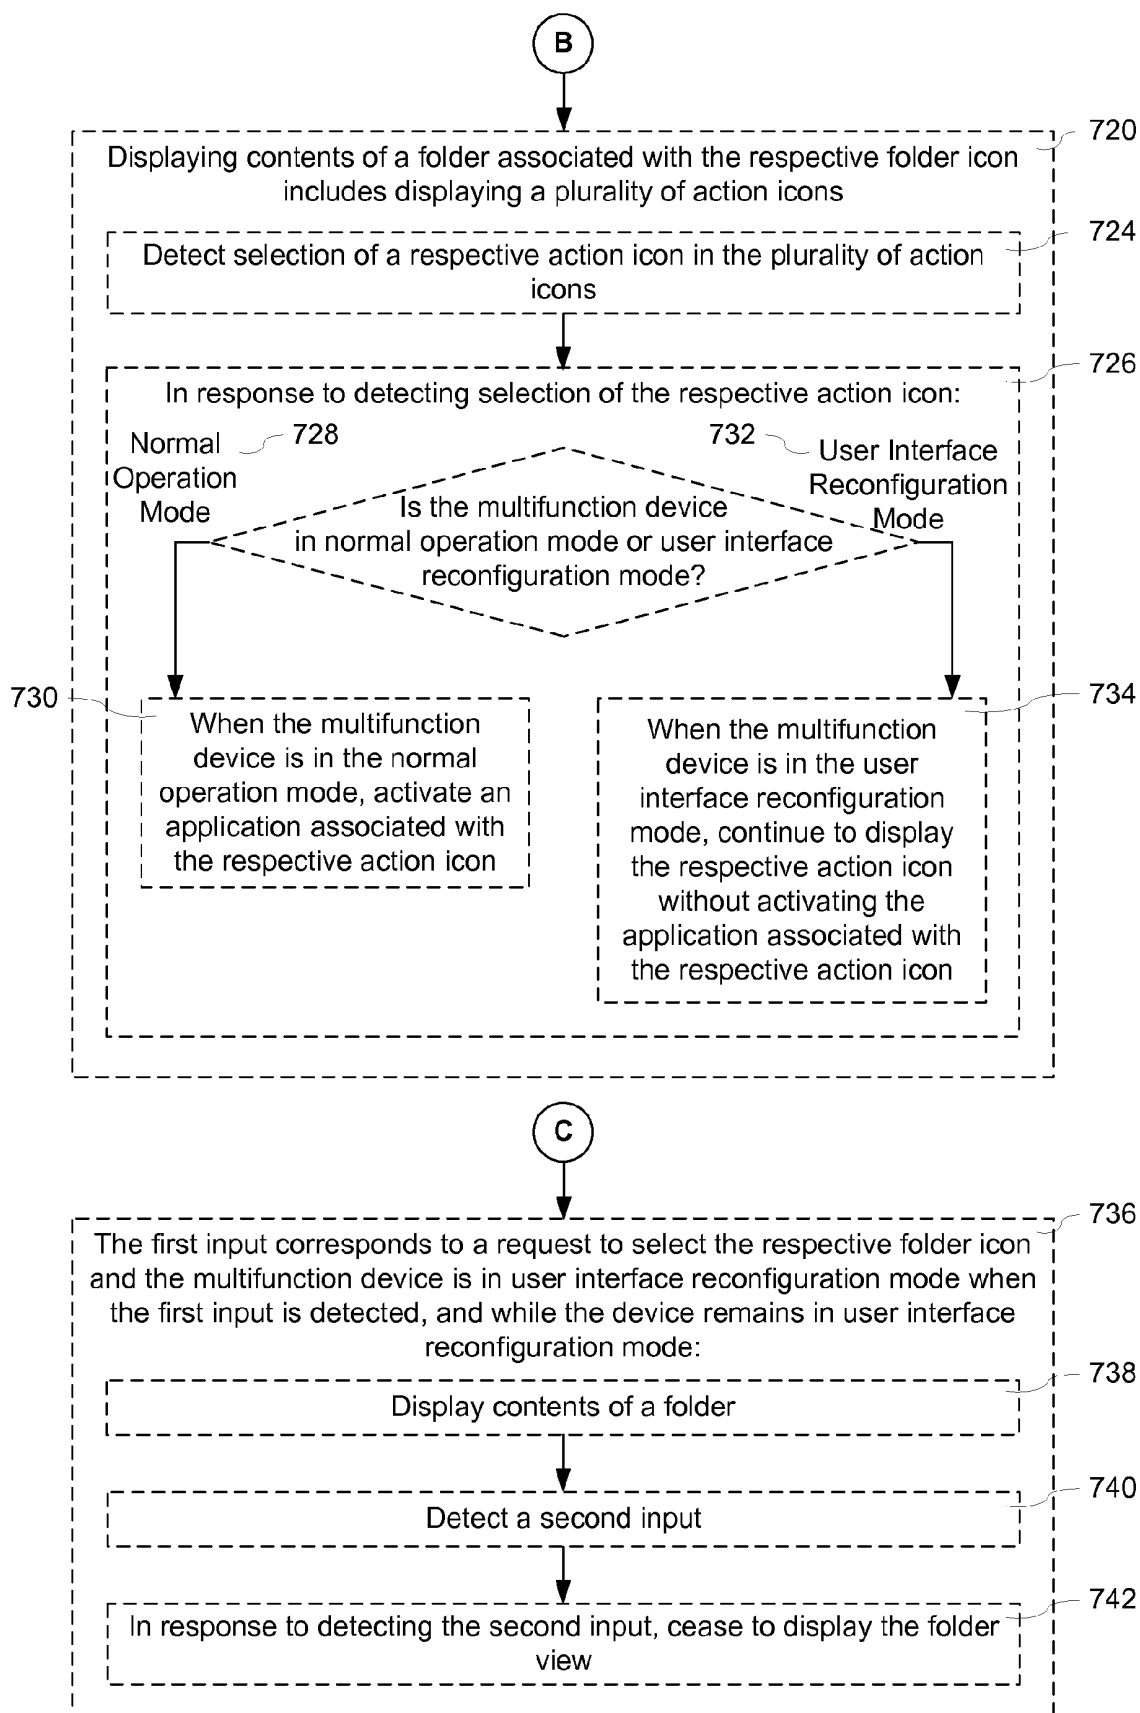 B
720
Displaying contents of a folder associated with the respective folder icon
includes displaying a plurality of action icons
724
Detect selection of a respective action icon in the plurality of action
icons
726
In response to detecting selection of the respective action icon:
Normal
Operation
Mode
728
732
User Interface
Reconfiguration
Mode
Is the multifunction device
in normal operation mode or user interface
reconfiguration mode?
730
When the multifunction
device is in the normal
operation mode, activate an
application associated with
the respective action icon
734
When the multifunction
device is in the user
interface reconfiguration
mode, continue to display
the respective action icon
without activating the
application associated with
the respective action icon
C
736
The first input corresponds to a request to select the respective folder icon
and the multifunction device is in user interface reconfiguration mode when
the first input is detected, and while the device remains in user interface
reconfiguration mode:
738
Display contents of a folder
740
Detect a second input
742
In response to detecting the second input, cease to display the folder
view